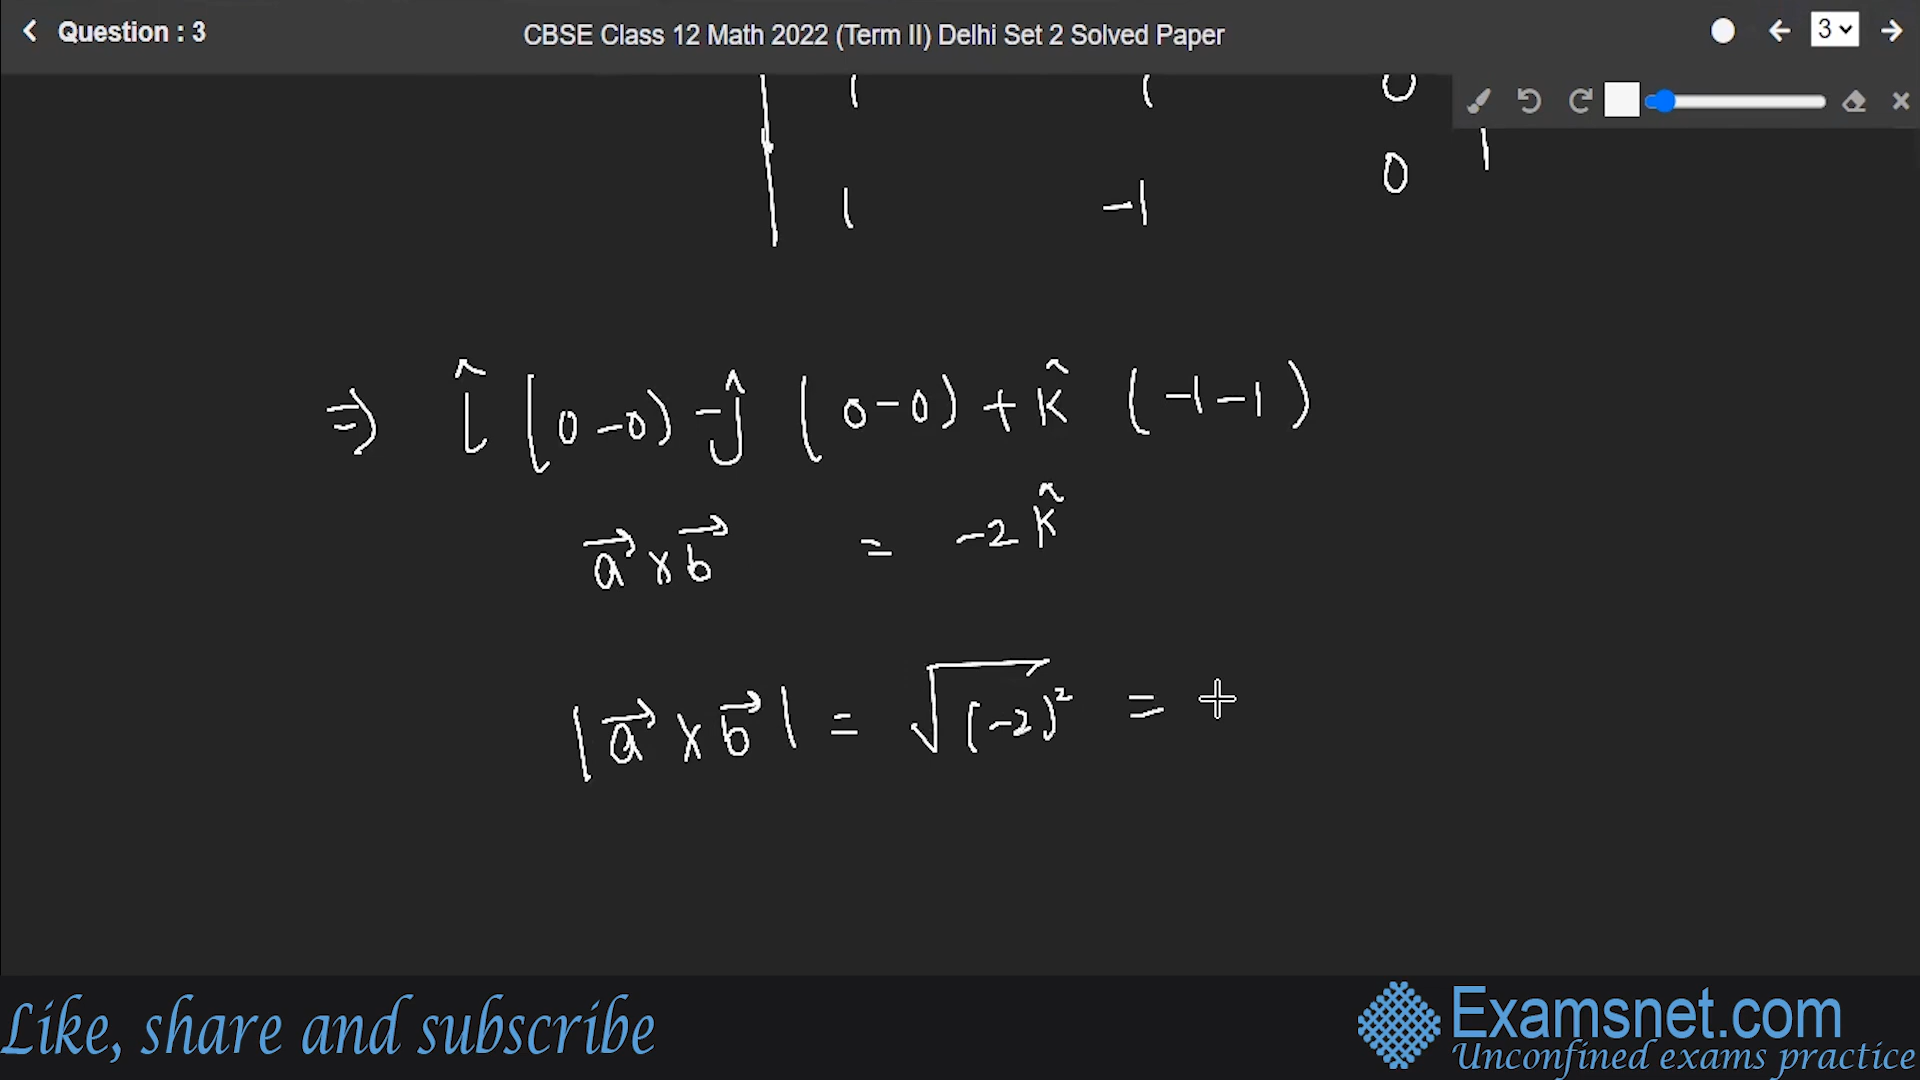 Question : 3
CBSE Class 12 Math 2022 (Term II) Delhi Set 2 Solved Paper
3
1 1 0
1 -1 0
⇒ î (0-0) -ĵ (0-0) + k̂ (-1-1)
a⃗ × b⃗ = -2 k̂
|a⃗ × b⃗| = √(-2)² =
Like, share and subscribe
Examsnet.com
Unconfined exams practice